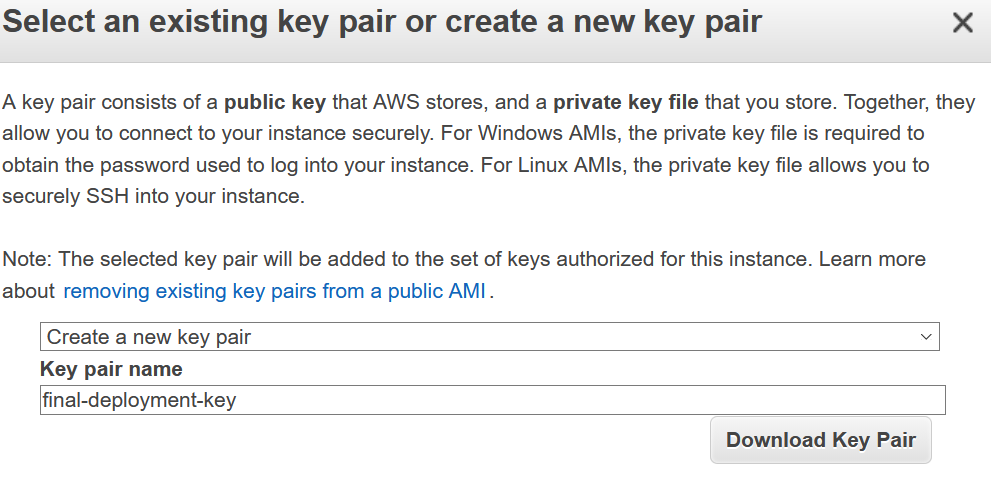 Select an existing key pair or create a new key pair
A key pair consists of a public key that AWS stores, and a private key file that you store. Together, they
allow you to connect to your instance securely. For Windows AMIs, the private key file is required to
obtain the password used to log into your instance. For Linux AMIs, the private key file allows you to
securely SSH into your instance.
Note: The selected key pair will be added to the set of keys authorized for this instance. Learn more
about removing existing key pairs from a public AMI .
Create a new key pair
Key pair name
final-deployment-key
Download Key Pair